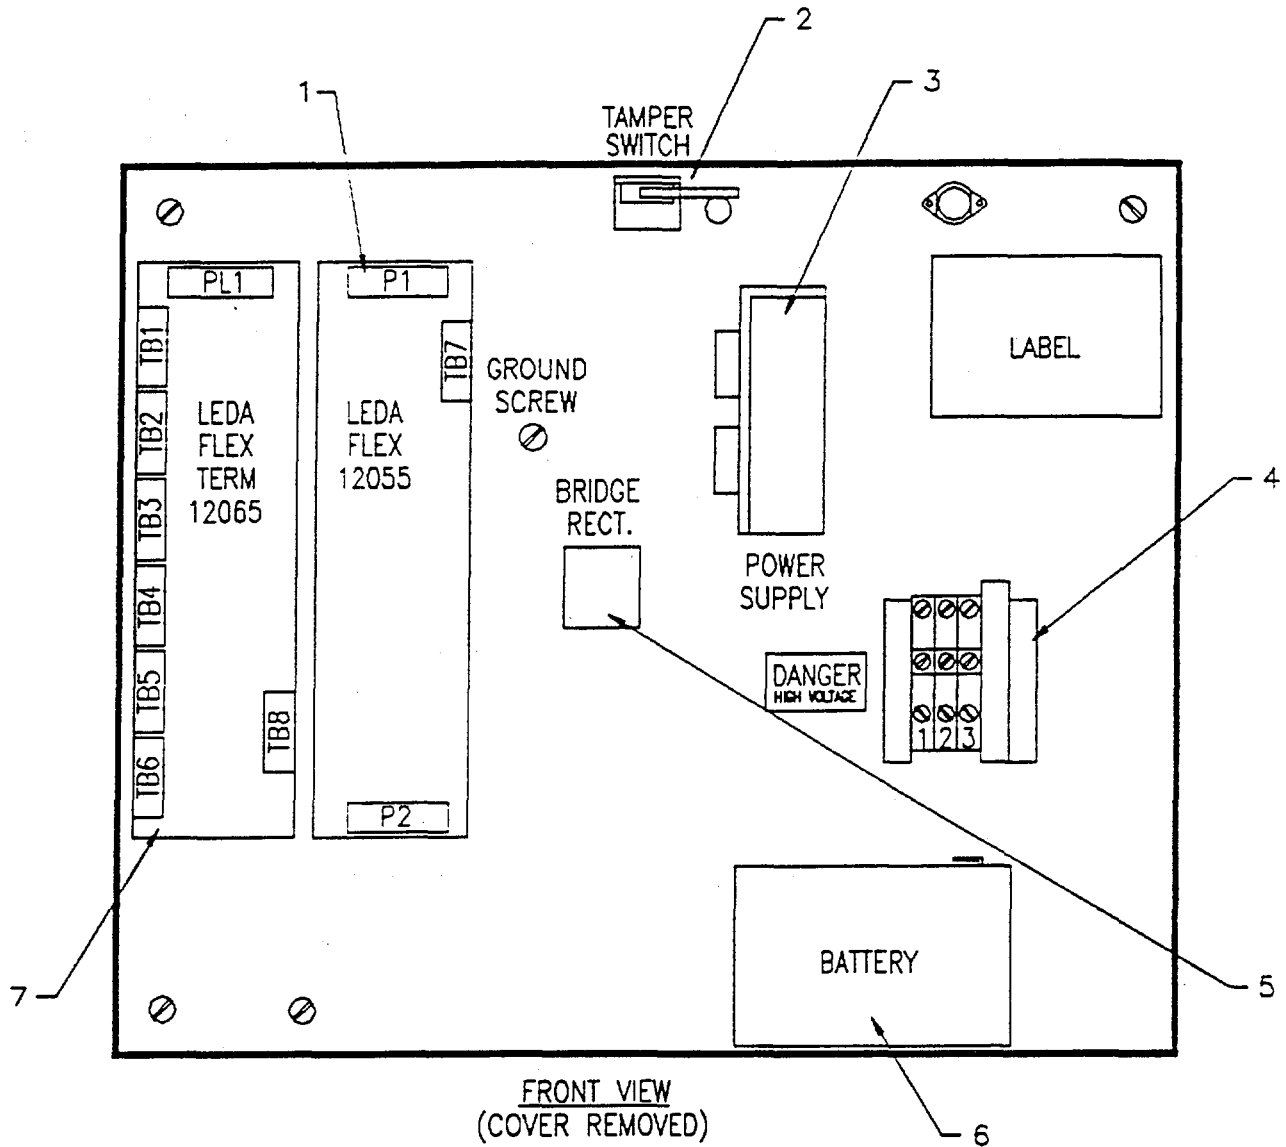 2
3
1
TAMPER
SWITCH
PL1
P1
TB1
TB2
TB3
TB4
TB5
TB6
LEDA
FLEX
TERM
12065
TB8
LEDA
FLEX
12055
TB7
P2
GROUND
SCREW
BRIDGE
RECT.
POWER
SUPPLY
LABEL
4
DANGER
HIGH VOLTAGE
1 2 3
BATTERY
7
5
6
FRONT VIEW
(COVER REMOVED)